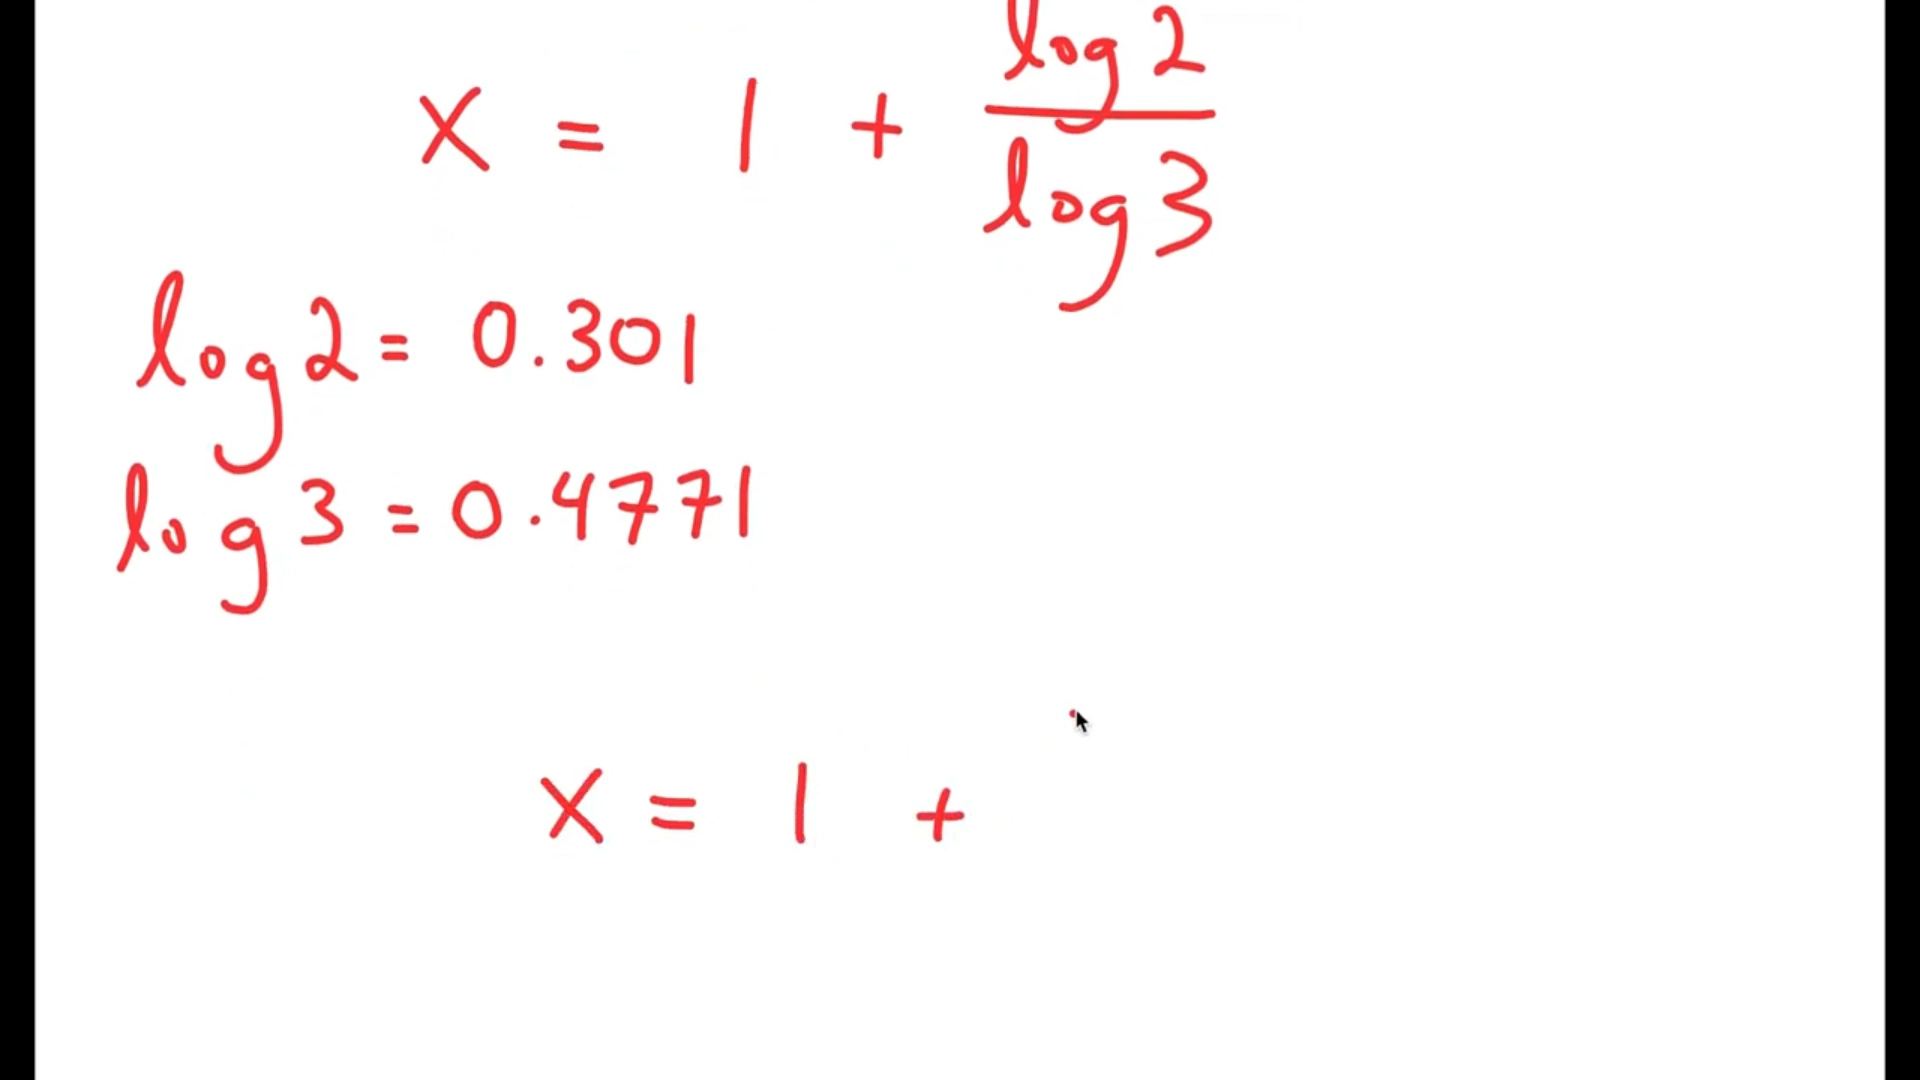 x = 1 + log 2 / log 3
log 2 = 0.301
log 3 = 0.4771
x = 1 +